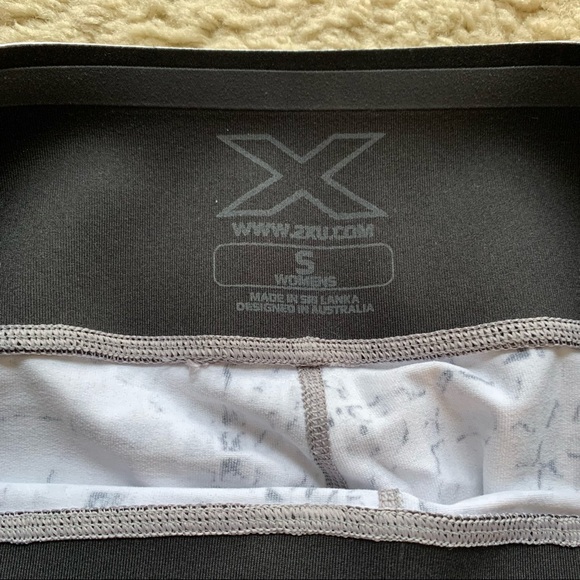 X
WWW.2XU.COM
S
WOMENS
MADE IN SRI LANKA
DESIGNED IN AUSTRALIA